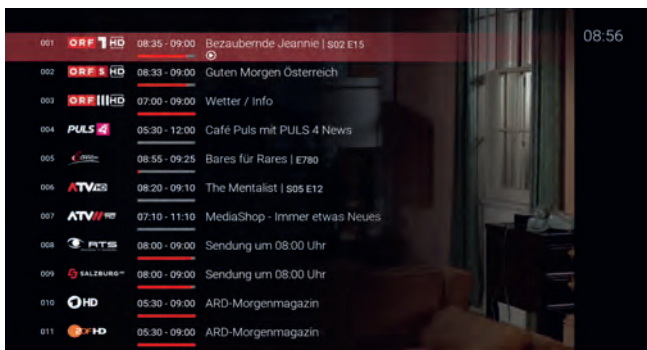 08:56
001 ORF 1 HD 08:35 - 09:00 Bezaubernde Jeannie | S02 E15
002 ORF S HD 08:33 - 09:00 Guten Morgen Österreich
003 ORF III HD 07:00 - 09:00 Wetter / Info
004 PULS 4 05:30 - 12:00 Café Puls mit PULS 4 News
005 08:55 - 09:25 Bares für Rares | E780
006 ATV HD 08:20 - 09:10 The Mentalist | S05 E12
007 ATV 07:10 - 11:10 MediaShop - Immer etwas Neues
008 RTS 08:00 - 09:00 Sendung um 08:00 Uhr
009 SALZBURG 08:00 - 09:00 Sendung um 08:00 Uhr
010 HD 05:30 - 09:00 ARD-Morgenmagazin
011 ZDF HD 05:30 - 09:00 ARD-Morgenmagazin